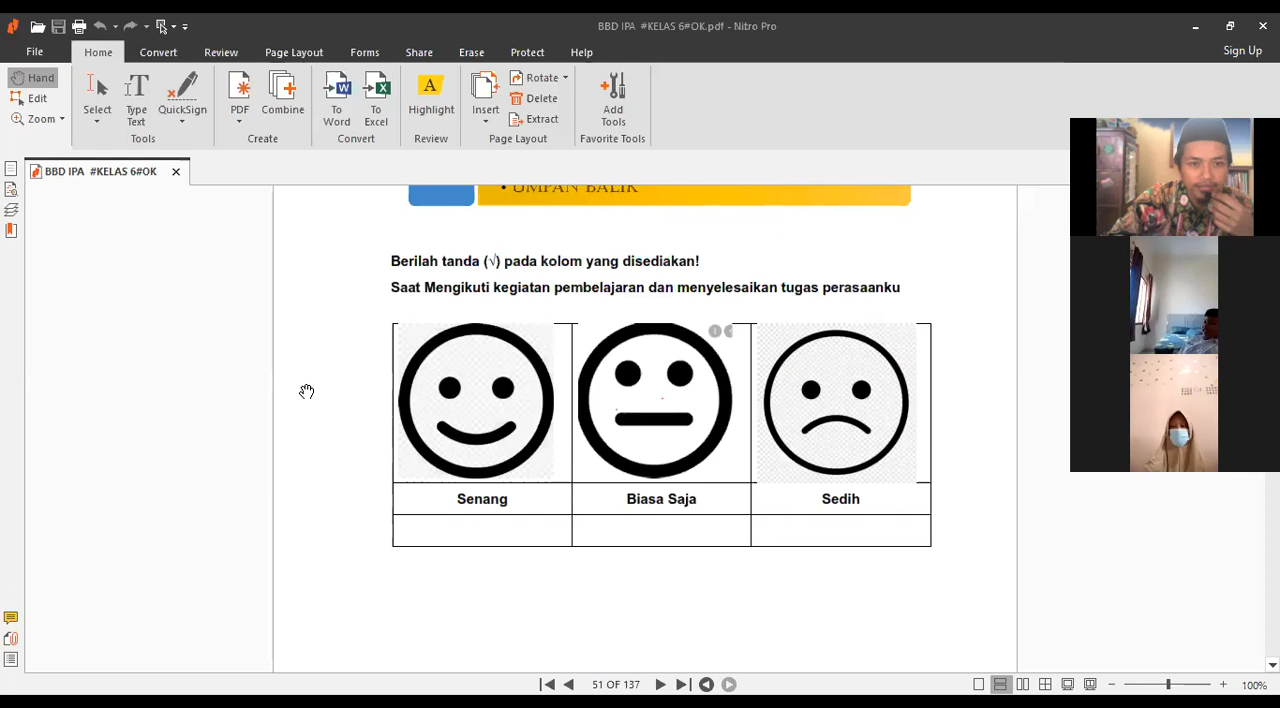 BBD IPA #KELAS 6#OK.pdf - Nitro Pro
File Home Convert Review Page Layout Forms Share Erase Protect Help Sign Up
Hand
Edit
Zoom
Select
Type Text
QuickSign
Tools
PDF
Combine
Create
To Word
To Excel
Convert
Highlight
Review
Insert
Rotate
Delete
Extract
Page Layout
Add Tools
Favorite Tools
BBD IPA #KELAS 6#OK
• UMPAN BALIK
Berilah tanda (√) pada kolom yang disediakan!
Saat Mengikuti kegiatan pembelajaran dan menyelesaikan tugas perasaanku
Senang Biasa Saja Sedih
51 OF 137
100%